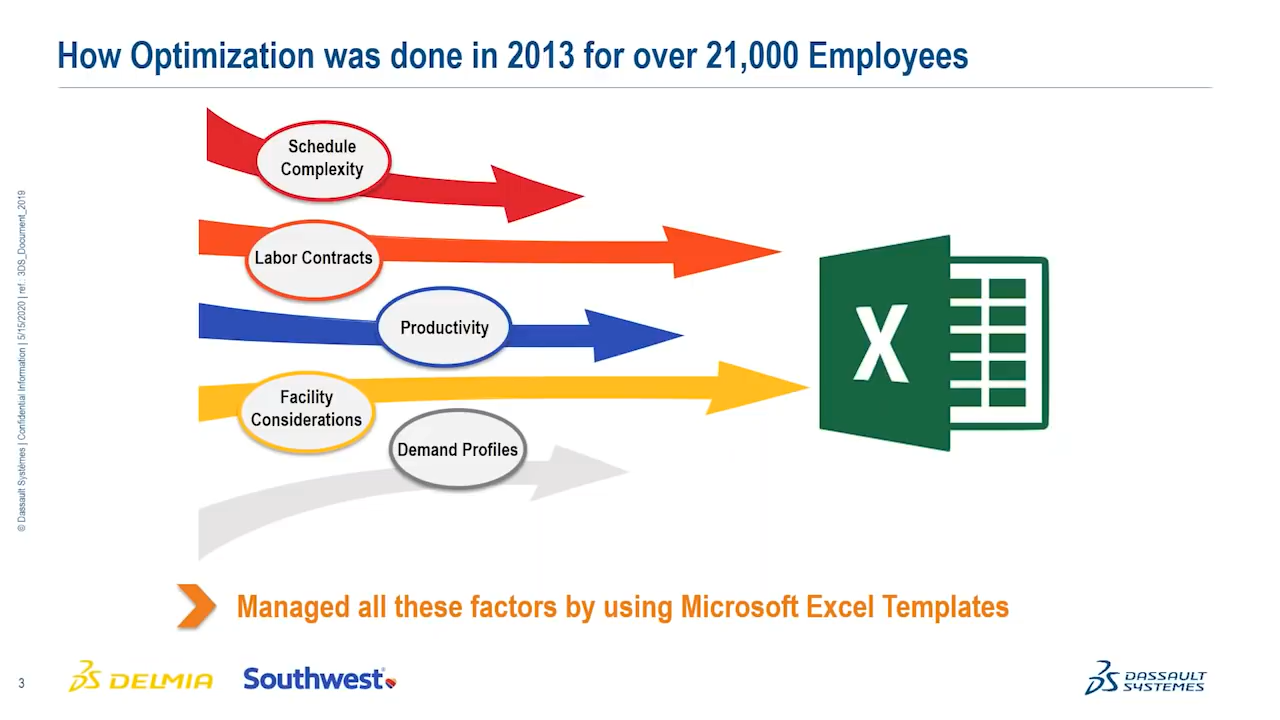 How Optimization was done in 2013 for over 21,000 Employees
Schedule
Complexity
Labor Contracts
Productivity
Facility
Considerations
Demand Profiles
X
Managed all these factors by using Microsoft Excel Templates
© Dassault Systèmes | Confidential Information | 5/15/2020 | ref.: 3DS_Document_2019
3
DELMIA
Southwest®
DASSAULT
SYSTEMES